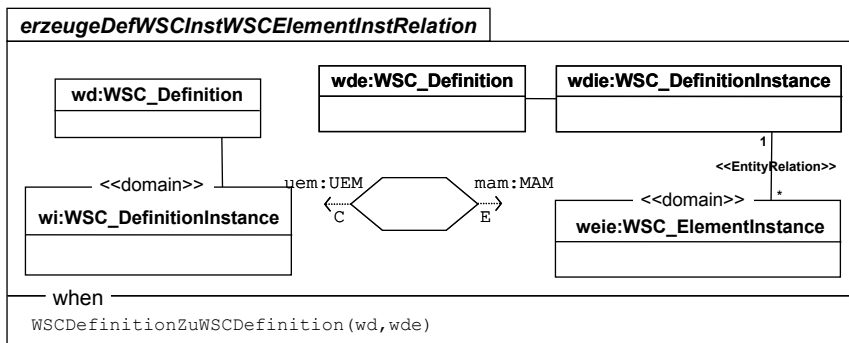 erzeugeDefWSCInstWSCElementInstRelation
wd:WSC_Definition
wde:WSC_Definition
wdie:WSC_DefinitionInstance
1
<<EntityRelation>>
*
<<domain>>
wi:WSC_DefinitionInstance
uem:UEM
C
mam:MAM
E
<<domain>>
weie:WSC_ElementInstance
when
WSCDefinitionZuWSCDefinition(wd,wde)